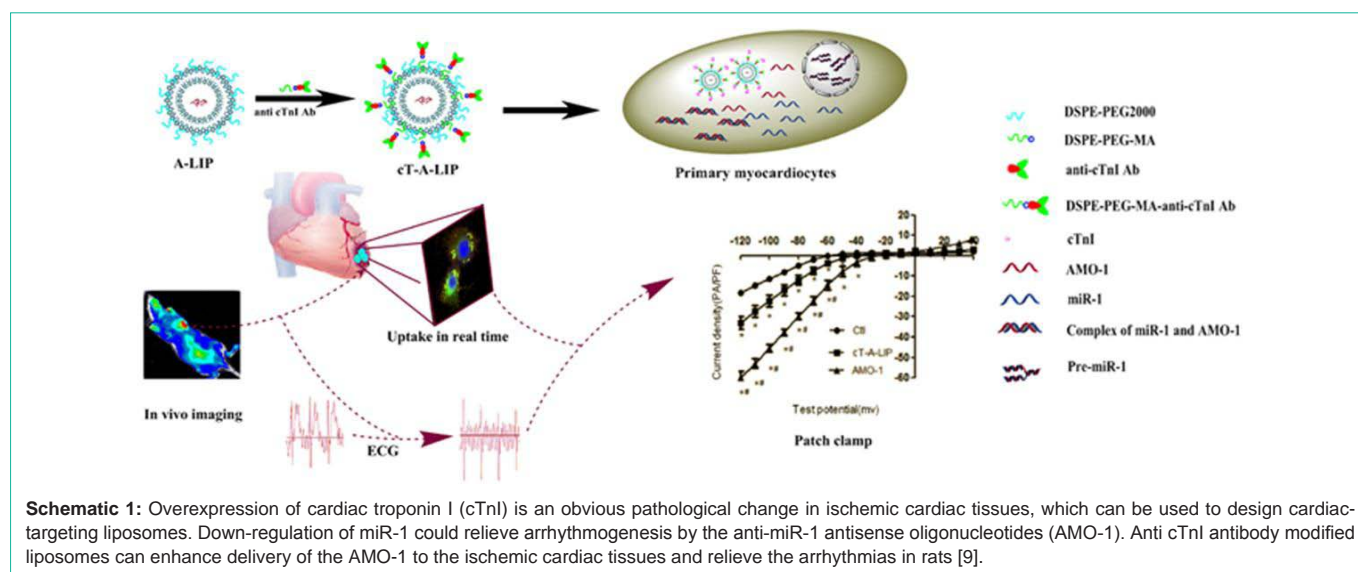 anti cTnI Ab
A-LIP
cT-A-LIP
Primary myocardiocytes
DSPE-PEG2000
DSPE-PEG-MA
anti-cTnI Ab
DSPE-PEG-MA-anti-cTnI Ab
cTnI
AMO-1
miR-1
Complex of miR-1 and AMO-1
Pre-miR-1
In vivo imaging
Uptake in real time
ECG
20
10
-120 -100 -80 -60 -40 -20 20 40
-10
-20
-30
-40
-50
-60
Current density(PA/PF)
Ctl
cT-A-LIP
AMO-1
Test potential(mv)
Patch clamp
Schematic 1: Overexpression of cardiac troponin I (cTnI) is an obvious pathological change in ischemic cardiac tissues, which can be used to design cardiac-
targeting liposomes. Down-regulation of miR-1 could relieve arrhythmogenesis by the anti-miR-1 antisense oligonucleotides (AMO-1). Anti cTnI antibody modified
liposomes can enhance delivery of the AMO-1 to the ischemic cardiac tissues and relieve the arrhythmias in rats [9].